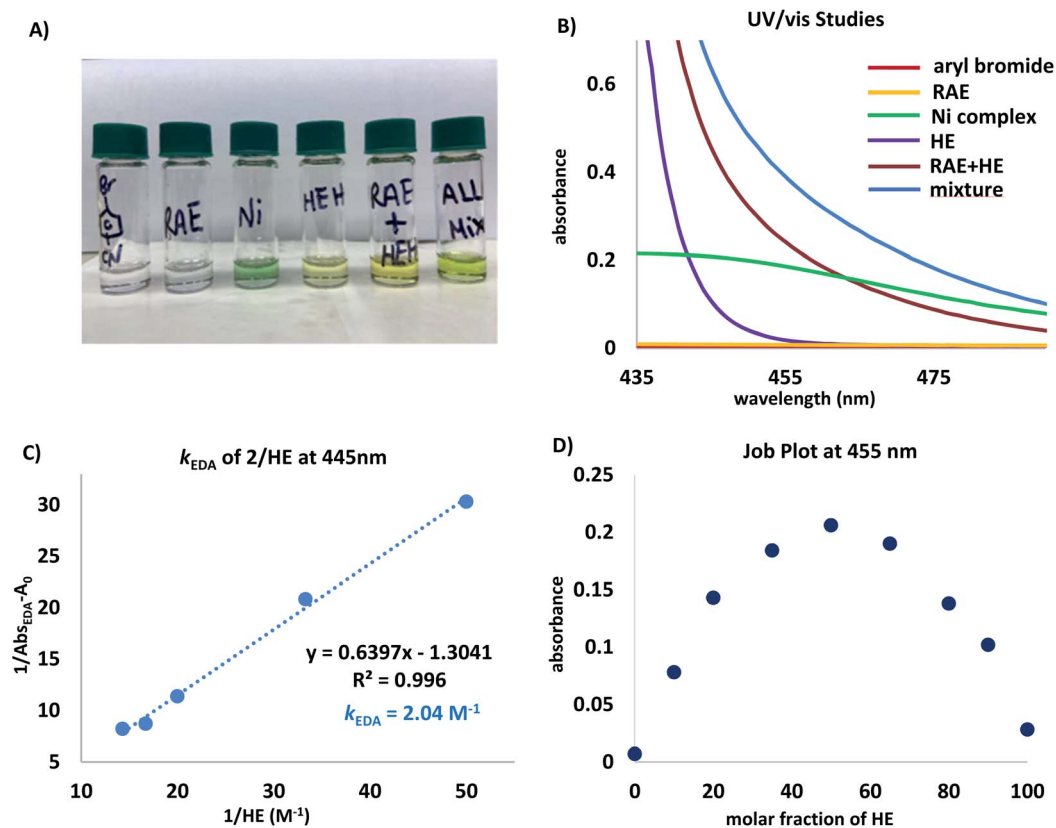 A)
Br
CN
RAE
Ni
HEH
RAE
+
HEH
ALL
Mix
B)
UV/vis Studies
absorbance
0.6
0.4
0.2
0
435
455
475
wavelength (nm)
aryl bromide
RAE
Ni complex
HE
RAE+HE
mixture
C)
kEDA of 2/HE at 445nm
1/AbsEDA-A0
30
25
20
15
10
5
10
20
30
40
50
1/HE (M-1)
y = 0.6397x - 1.3041
R² = 0.996
kEDA = 2.04 M-1
D)
Job Plot at 455 nm
absorbance
0.25
0.2
0.15
0.1
0.05
0
0
20
40
60
80
100
molar fraction of HE